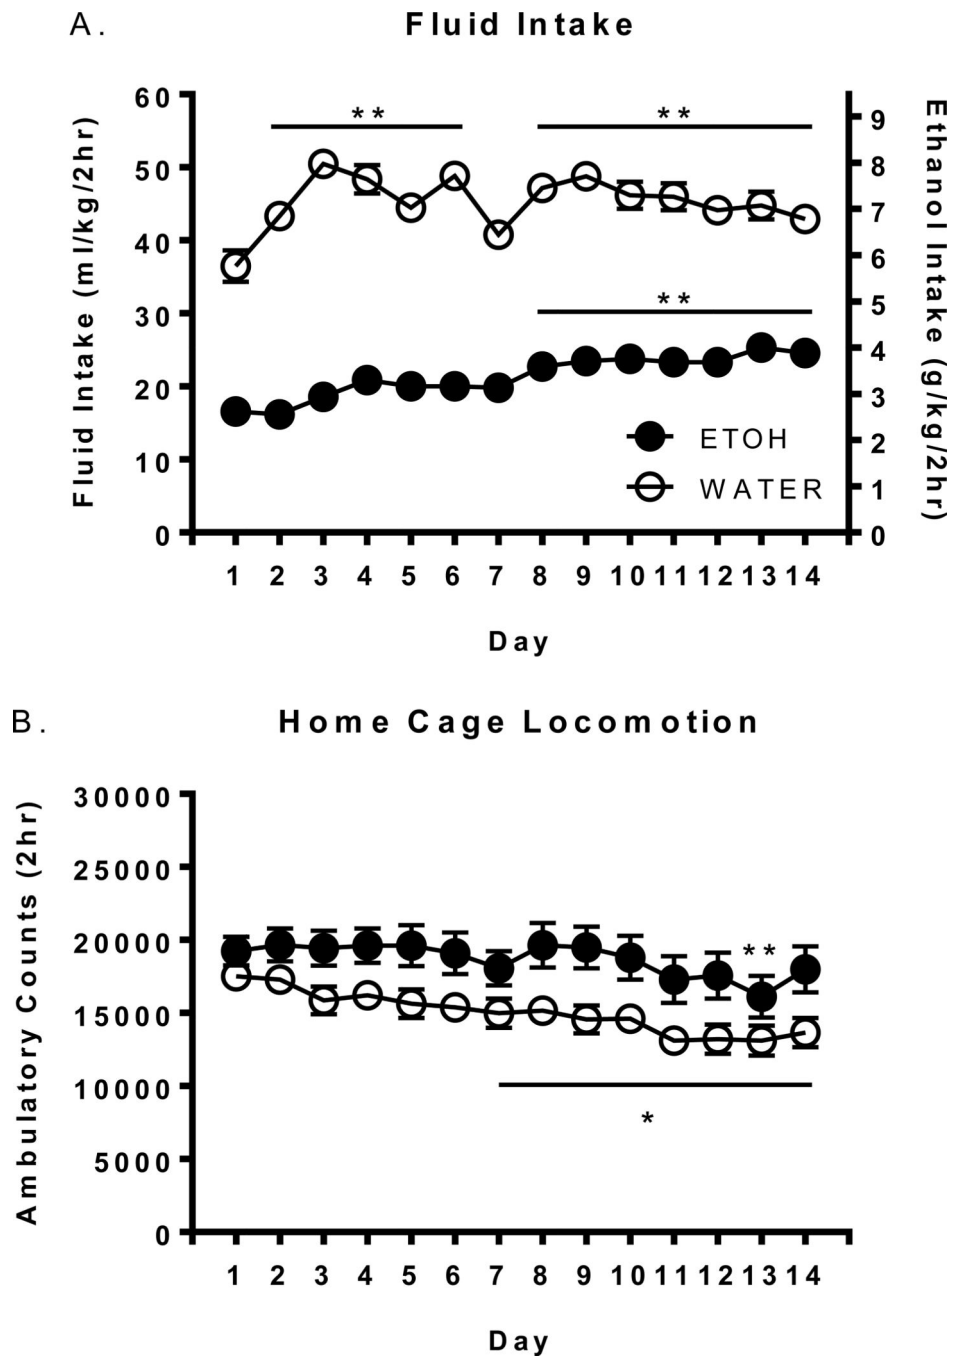 A. Fluid Intake
Fluid Intake (ml/kg/2hr)
60
50
40
30
20
10
0
**
**
**
ETOH
WATER
9
8
7
6
5
4
3
2
1
0
Ethanol Intake (g/kg/2hr)
1 2 3 4 5 6 7 8 9 10 11 12 13 14
Day
B. Home Cage Locomotion
Ambulatory Counts (2hr)
30000
25000
20000
15000
10000
5000
0
**
*
1 2 3 4 5 6 7 8 9 10 11 12 13 14
Day